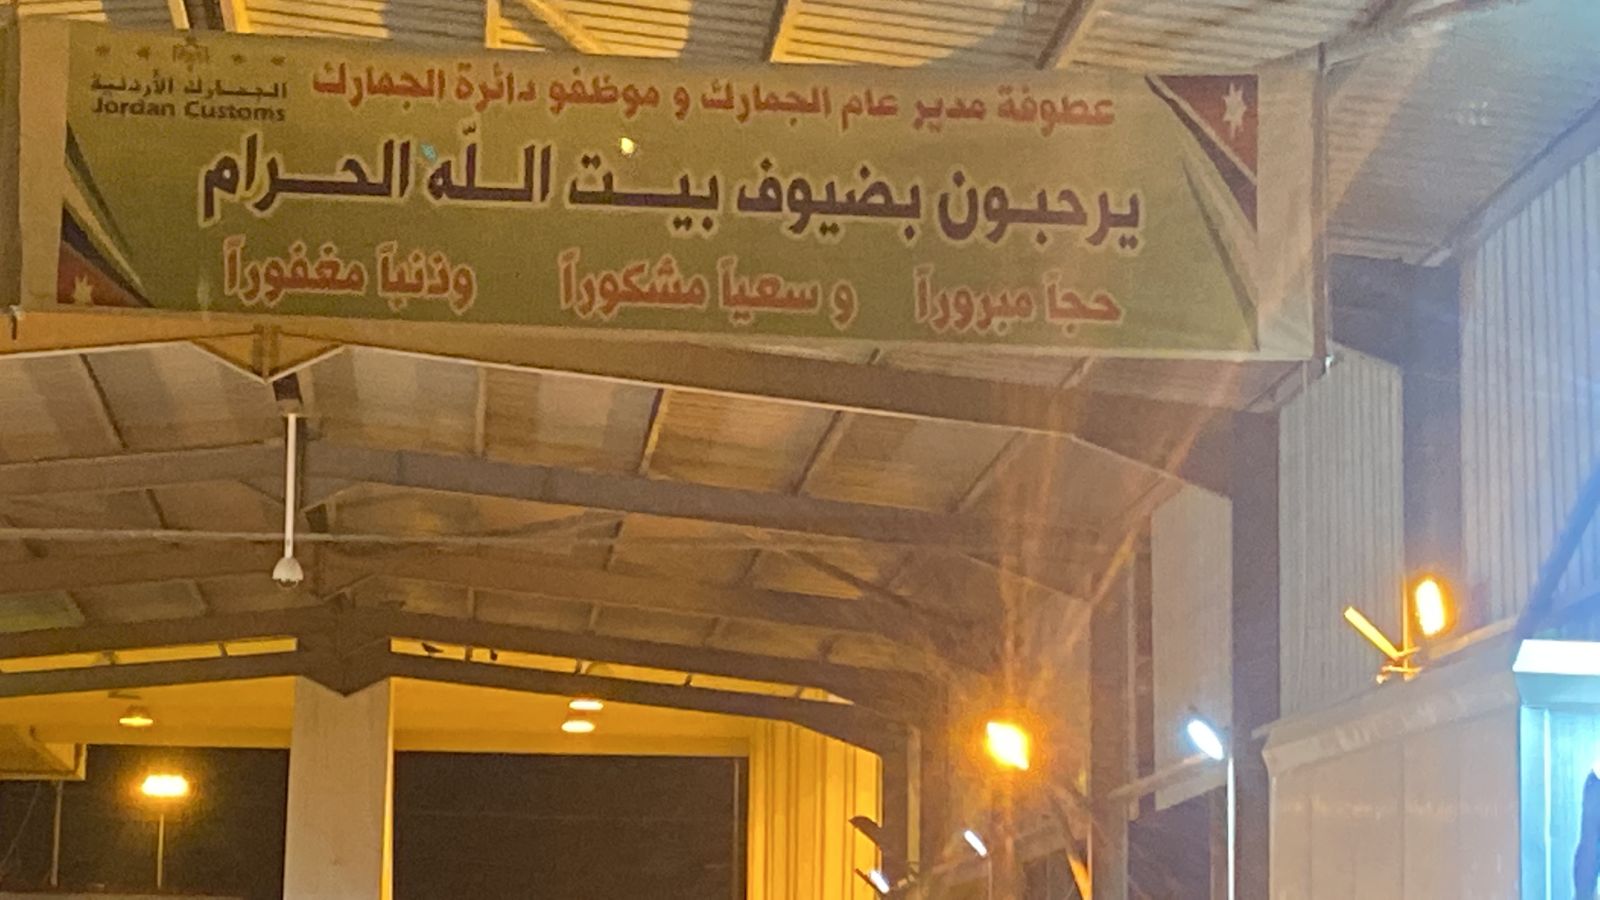 الجمارك الأردنية
Jordan Customs
عطوفة مدير عام الجمارك و موظفو دائرة الجمارك
يرحبون بضيوف بيت الله الحرام
حجاً مبروراً و سعياً مشكوراً وذنباً مغفوراً